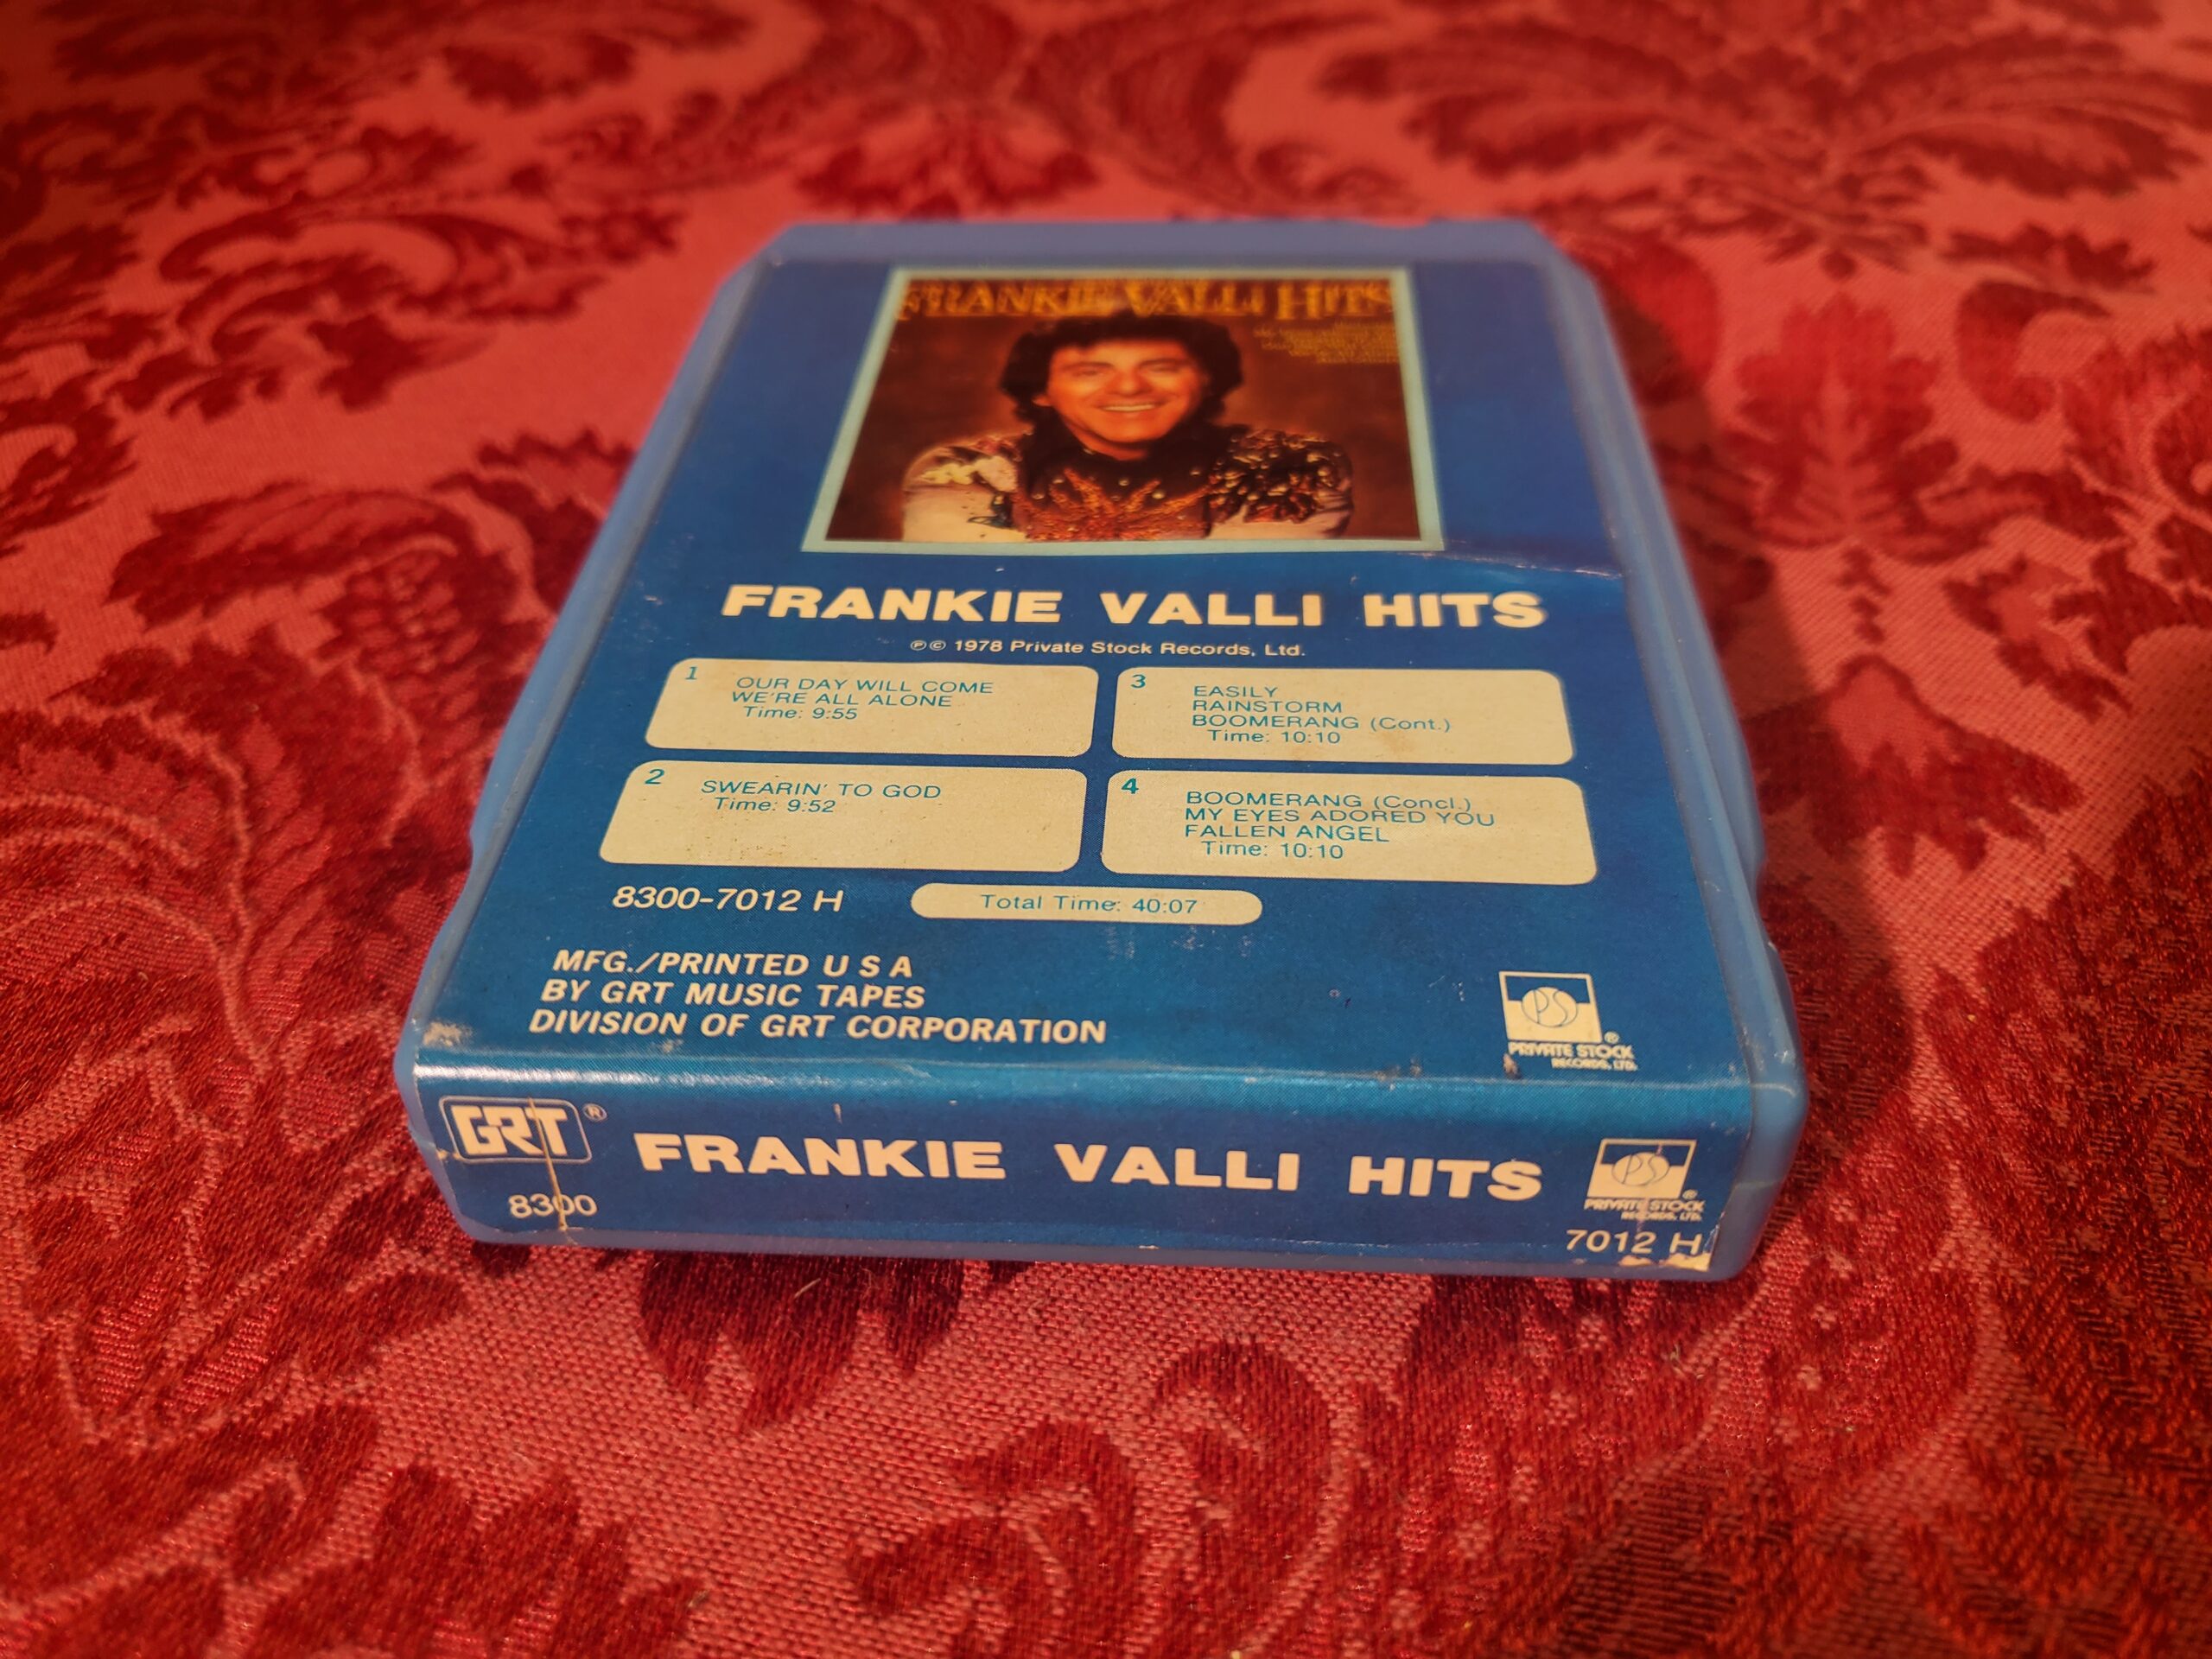 FRANKIE VALLI HITS
FRANKIE VALLI HITS
℗© 1978 Private Stock Records, Ltd.
1
OUR DAY WILL COME
WE'RE ALL ALONE
Time: 9:55
2
SWEARIN' TO GOD
Time: 9:52
3
EASILY
RAINSTORM
BOOMERANG (Cont.)
Time: 10:10
4
BOOMERANG (Concl.)
MY EYES ADORED YOU
FALLEN ANGEL
Time: 10:10
8300-7012 H
Total Time: 40:07
MFG./PRINTED U S A
BY GRT MUSIC TAPES
DIVISION OF GRT CORPORATION
PS
®
PRIVATE STOCK
RECORDS, LTD.
GRT®
8300
FRANKIE VALLI HITS
PS
®
PRIVATE STOCK
RECORDS, LTD.
7012 H